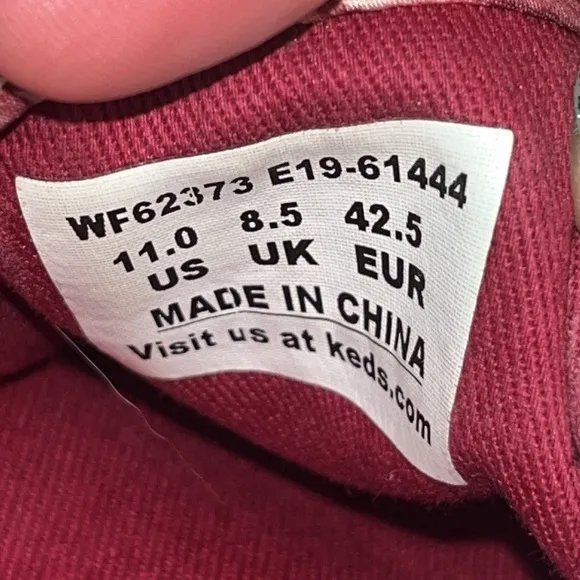 WF62373 E19-61444
11.0 8.5 42.5
US UK EUR
MADE IN CHINA
Visit us at keds.com